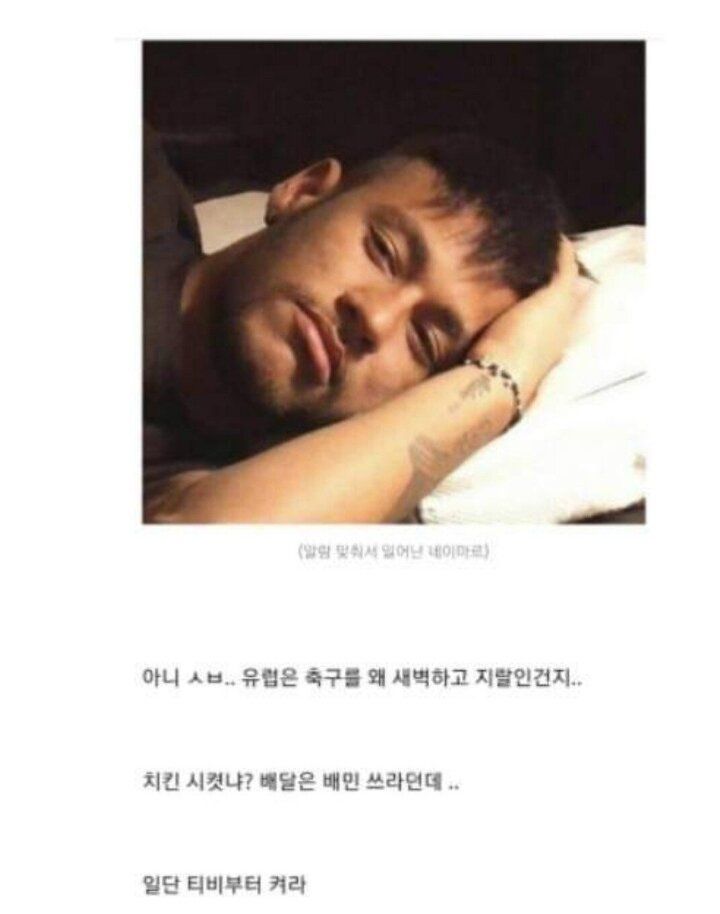 (알람 맞춰서 일어난 네이마르)
아니 ㅅㅂ.. 유럽은 축구를 왜 새벽하고 지랄인건지..
치킨 시켯냐? 배달은 배민 쓰라던데 ..
일단 티비부터 켜라